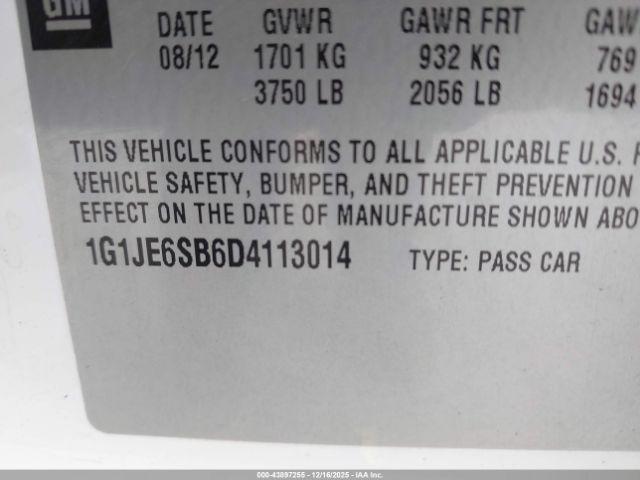 GM
DATE GVWR GAWR FRT GAW
08/12 1701 KG 932 KG 769
3750 LB 2056 LB 1694
THIS VEHICLE CONFORMS TO ALL APPLICABLE U.S. F
VEHICLE SAFETY, BUMPER, AND THEFT PREVENTION
EFFECT ON THE DATE OF MANUFACTURE SHOWN ABO
1G1JE6SB6D4113014 TYPE: PASS CAR
000-43897255 - 12/16/2025 - IAAI Inc.